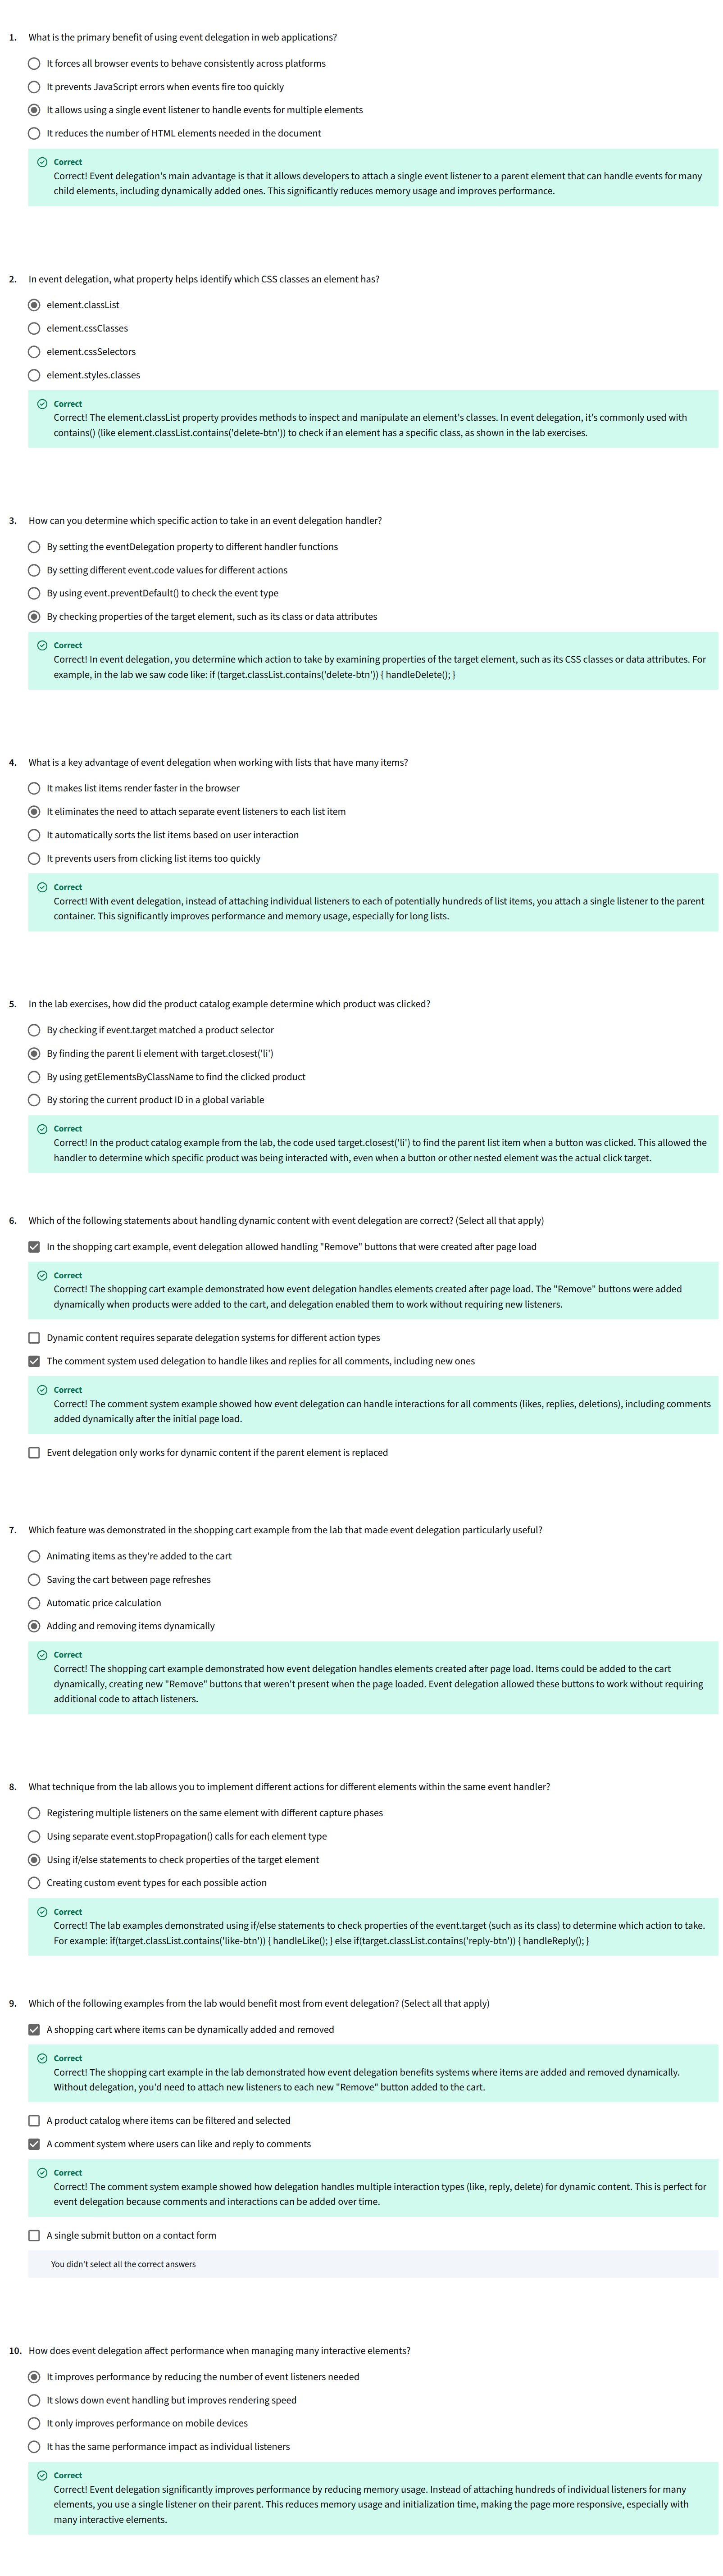 1. What is the primary benefit of using event delegation in web applications?
It forces all browser events to behave consistently across platforms
It prevents JavaScript errors when events fire too quickly
It allows using a single event listener to handle events for multiple elements
It reduces the number of HTML elements needed in the document
Correct
Correct! Event delegation's main advantage is that it allows developers to attach a single event listener to a parent element that can handle events for many
child elements, including dynamically added ones. This significantly reduces memory usage and improves performance.
2. In event delegation, what property helps identify which CSS classes an element has?
element.classList
element.cssClasses
element.cssSelectors
element.styles.classes
Correct
Correct! The element.classList property provides methods to inspect and manipulate an element's classes. In event delegation, it's commonly used with
contains() (like element.classList.contains('delete-btn')) to check if an element has a specific class, as shown in the lab exercises.
3. How can you determine which specific action to take in an event delegation handler?
By setting the eventDelegation property to different handler functions
By setting different event.code values for different actions
By using event.preventDefault() to check the event type
By checking properties of the target element, such as its class or data attributes
Correct
Correct! In event delegation, you determine which action to take by examining properties of the target element, such as its CSS classes or data attributes. For
example, in the lab we saw code like: if (target.classList.contains('delete-btn')) { handleDelete(); }
4. What is a key advantage of event delegation when working with lists that have many items?
It makes list items render faster in the browser
It eliminates the need to attach separate event listeners to each list item
It automatically sorts the list items based on user interaction
It prevents users from clicking list items too quickly
Correct
Correct! With event delegation, instead of attaching individual listeners to each of potentially hundreds of list items, you attach a single listener to the parent
container. This significantly improves performance and memory usage, especially for long lists.
5. In the lab exercises, how did the product catalog example determine which product was clicked?
By checking if event.target matched a product selector
By finding the parent li element with target.closest('li')
By using getElementsByClassName to find the clicked product
By storing the current product ID in a global variable
Correct
Correct! In the product catalog example from the lab, the code used target.closest('li') to find the parent list item when a button was clicked. This allowed the
handler to determine which specific product was being interacted with, even when a button or other nested element was the actual click target.
6. Which of the following statements about handling dynamic content with event delegation are correct? (Select all that apply)
In the shopping cart example, event delegation allowed handling "Remove" buttons that were created after page load
Correct
Correct! The shopping cart example demonstrated how event delegation handles elements created after page load. The "Remove" buttons were added
dynamically when products were added to the cart, and delegation enabled them to work without requiring new listeners.
Dynamic content requires separate delegation systems for different action types
The comment system used delegation to handle likes and replies for all comments, including new ones
Correct
Correct! The comment system example showed how event delegation can handle interactions for all comments (likes, replies, deletions), including comments
added dynamically after the initial page load.
Event delegation only works for dynamic content if the parent element is replaced
7. Which feature was demonstrated in the shopping cart example from the lab that made event delegation particularly useful?
Animating items as they're added to the cart
Saving the cart between page refreshes
Automatic price calculation
Adding and removing items dynamically
Correct
Correct! The shopping cart example demonstrated how event delegation handles elements created after page load. Items could be added to the cart
dynamically, creating new "Remove" buttons that weren't present when the page loaded. Event delegation allowed these buttons to work without requiring
additional code to attach listeners.
8. What technique from the lab allows you to implement different actions for different elements within the same event handler?
Registering multiple listeners on the same element with different capture phases
Using separate event.stopPropagation() calls for each element type
Using if/else statements to check properties of the target element
Creating custom event types for each possible action
Correct
Correct! The lab examples demonstrated using if/else statements to check properties of the event.target (such as its class) to determine which action to take.
For example: if(target.classList.contains('like-btn')) { handleLike(); } else if(target.classList.contains('reply-btn')) { handleReply(); }
9. Which of the following examples from the lab would benefit most from event delegation? (Select all that apply)
A shopping cart where items can be dynamically added and removed
Correct
Correct! The shopping cart example in the lab demonstrated how event delegation benefits systems where items are added and removed dynamically.
Without delegation, you'd need to attach new listeners to each new "Remove" button added to the cart.
A product catalog where items can be filtered and selected
A comment system where users can like and reply to comments
Correct
Correct! The comment system example showed how delegation handles multiple interaction types (like, reply, delete) for dynamic content. This is perfect for
event delegation because comments and interactions can be added over time.
A single submit button on a contact form
You didn't select all the correct answers
10. How does event delegation affect performance when managing many interactive elements?
It improves performance by reducing the number of event listeners needed
It slows down event handling but improves rendering speed
It only improves performance on mobile devices
It has the same performance impact as individual listeners
Correct
Correct! Event delegation significantly improves performance by reducing memory usage. Instead of attaching hundreds of individual listeners for many
elements, you use a single listener on their parent. This reduces memory usage and initialization time, making the page more responsive, especially with
many interactive elements.